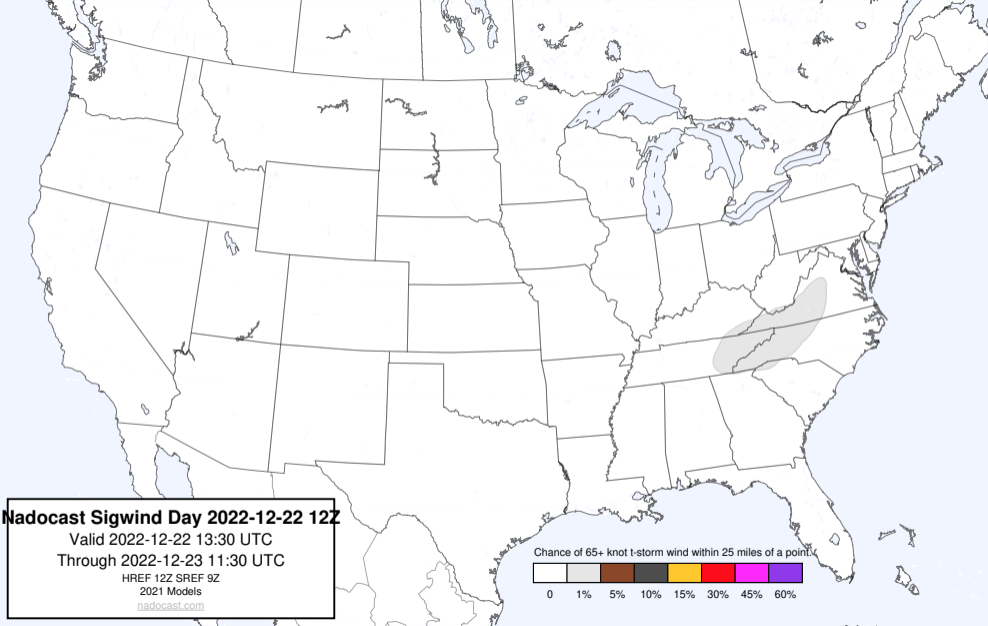 Nadocast Sigwind Day 2022-12-22 12Z
Valid 2022-12-22 13:30 UTC
Through 2022-12-23 11:30 UTC
HREF 12Z SREF 9Z
2021 Models
nadocast.com
Chance of 65+ knot t-storm wind within 25 miles of a point.
0 1% 5% 10% 15% 30% 45% 60%